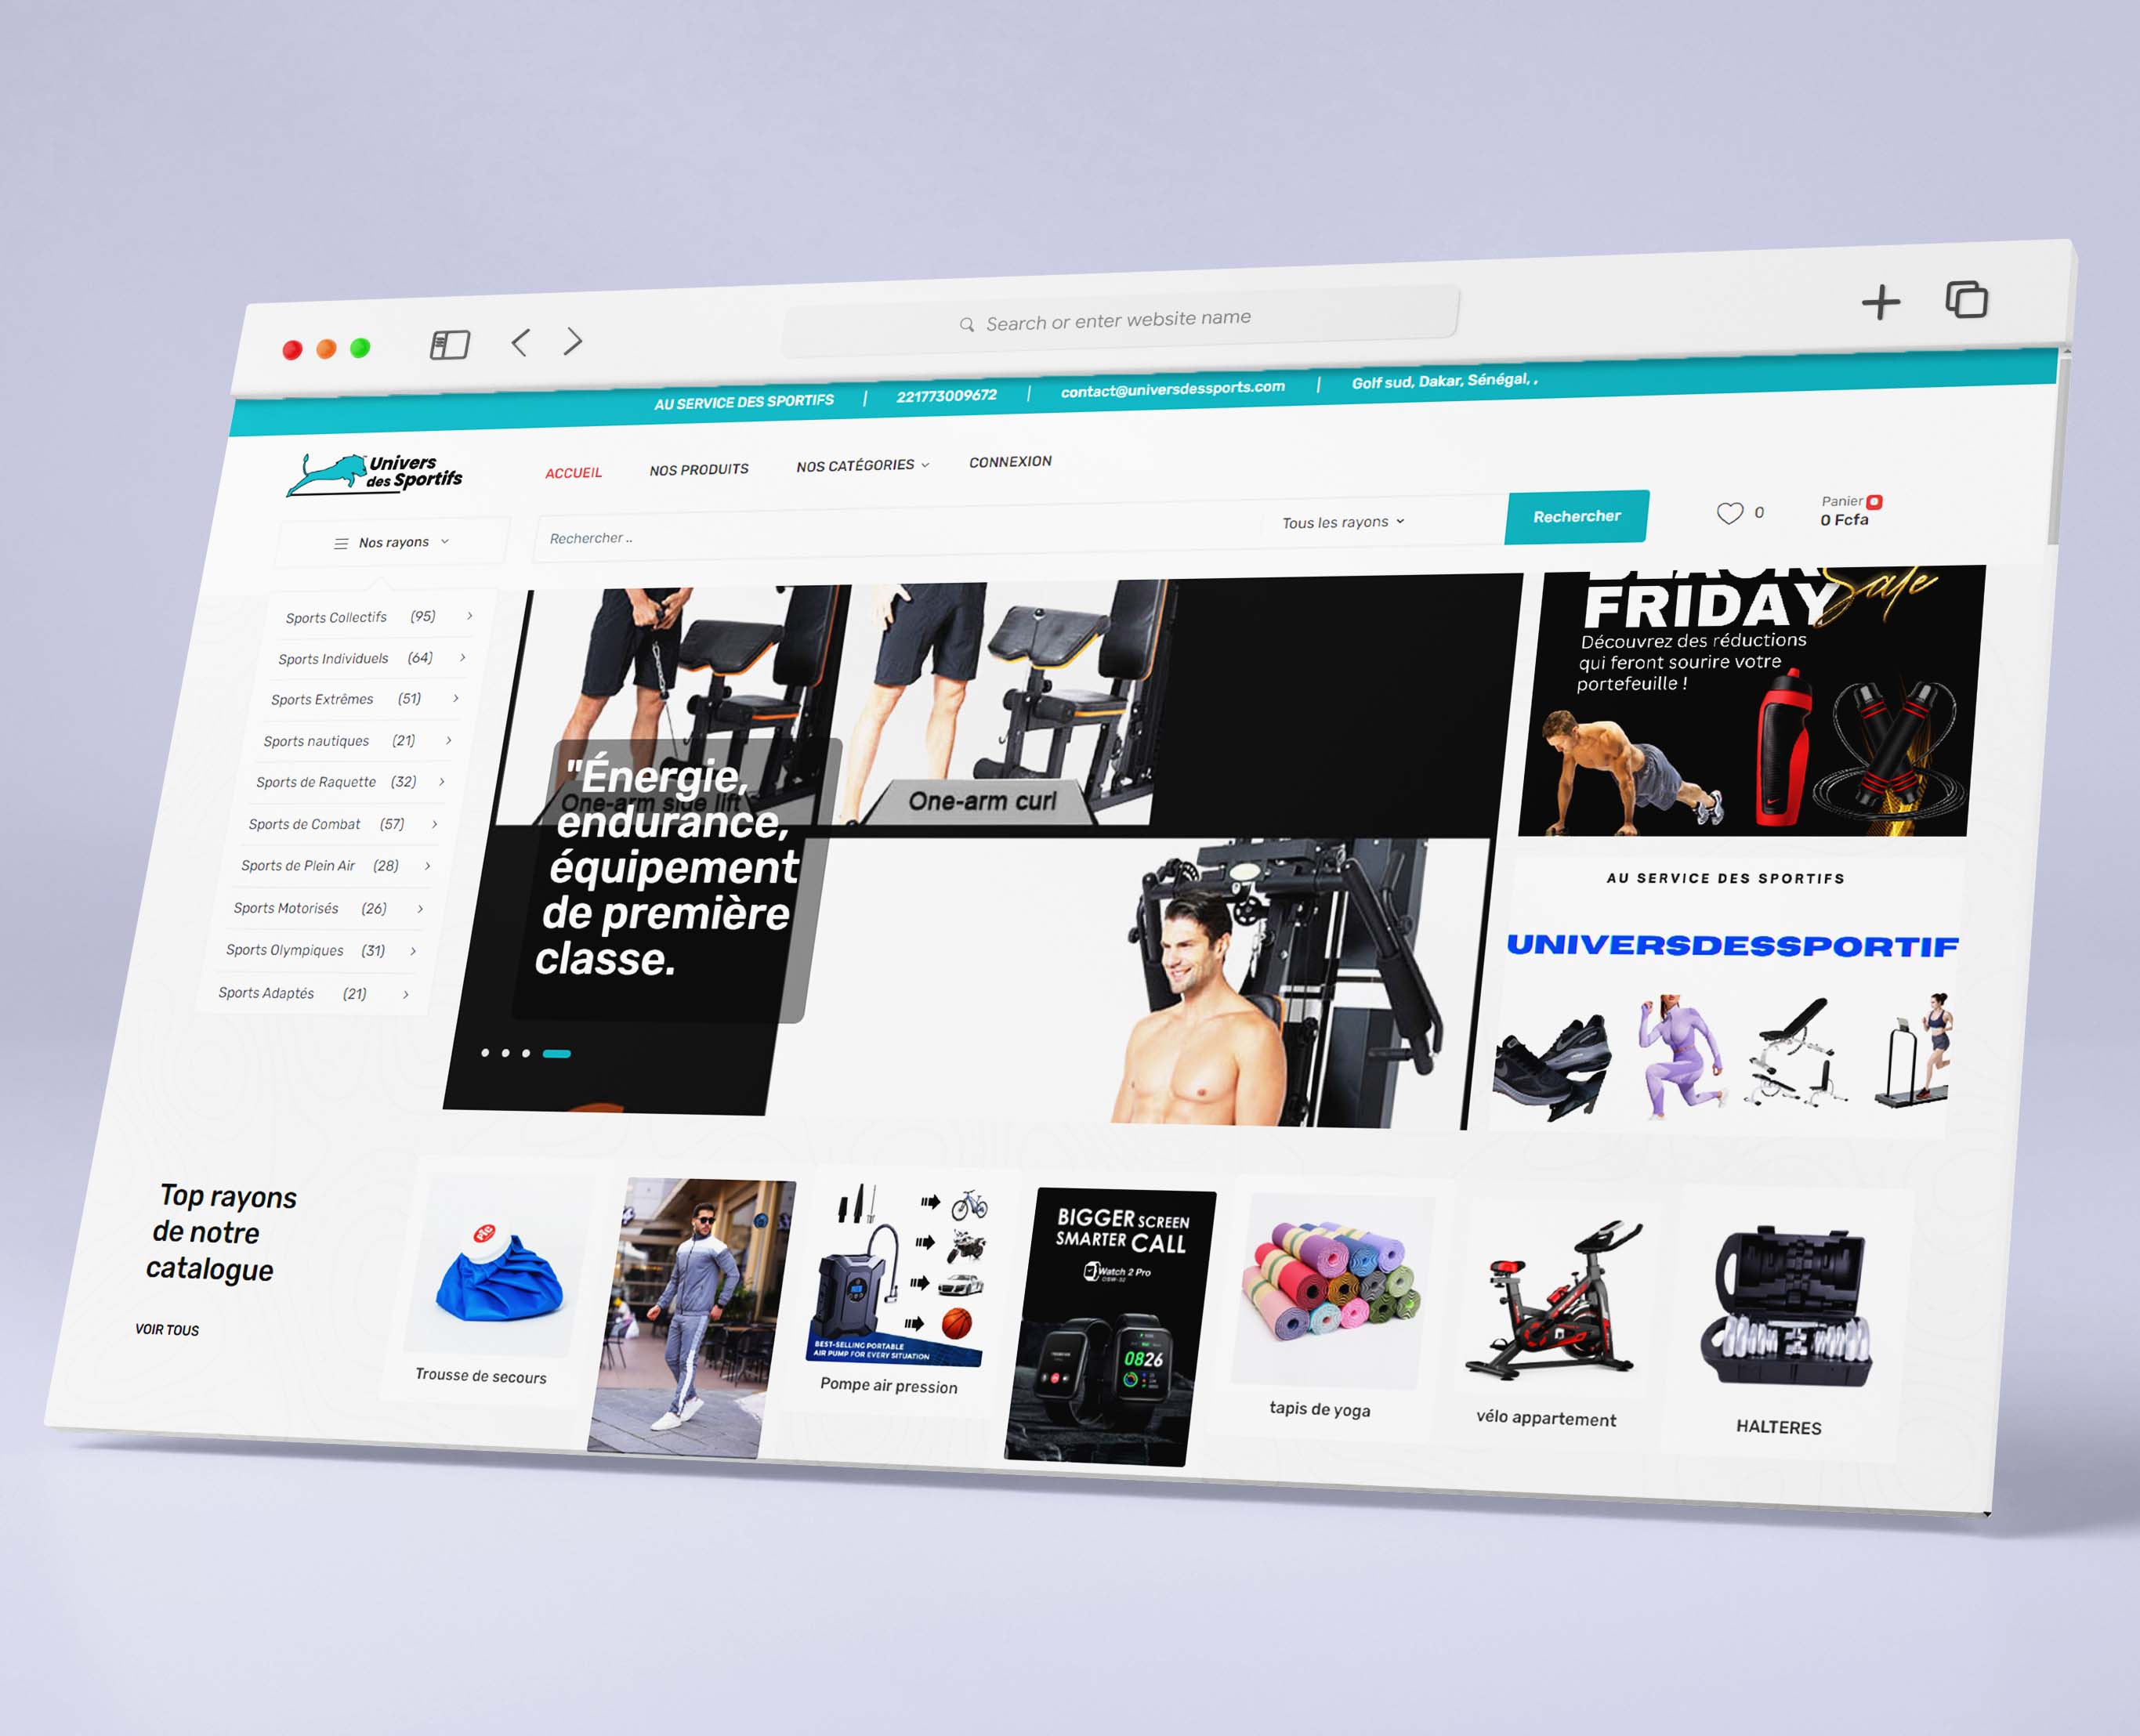 Search or enter website name
AU SERVICE DES SPORTIFS | 221773009672 | contact@universdessports.com | Golf sud, Dakar, Sénégal, ,
Univers
des Sportifs
ACCUEIL NOS PRODUITS NOS CATÉGORIES CONNEXION
Nos rayons
Rechercher ..
Tous les rayons
Rechercher
0
Panier
0 Fcfa
Sports Collectifs (95)
Sports Individuels (64)
Sports Extrêmes (51)
Sports nautiques (21)
Sports de Raquette (32)
Sports de Combat (57)
Sports de Plein Air (28)
Sports Motorisés (26)
Sports Olympiques (31)
Sports Adaptés (21)
One-arm side lift
One-arm curl
"Énergie,
endurance,
équipement
de première
classe.
BLACK
FRIDAY Sale
Découvrez des réductions
qui feront sourire votre
portefeuille !
AU SERVICE DES SPORTIFS
UNIVERSDESSPORTIF
Top rayons
de notre
catalogue
VOIR TOUS
Trousse de secours
BEST-SELLING PORTABLE
AIR PUMP FOR EVERY SITUATION
Pompe air pression
BIGGER SCREEN
SMARTER CALL
Watch 2 Pro
OSW-32
0826
tapis de yoga
vélo appartement
HALTERES